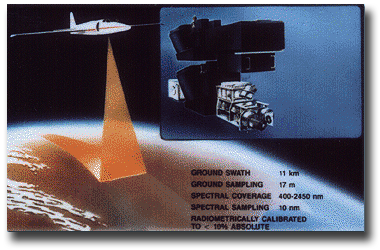 GROUND SWATH 11 km
GROUND SAMPLING 17 m
SPECTRAL COVERAGE 400-2450 nm
SPECTRAL SAMPLING 10 nm
RADIOMETRICALLY CALIBRATED
TO < 10% ABSOLUTE